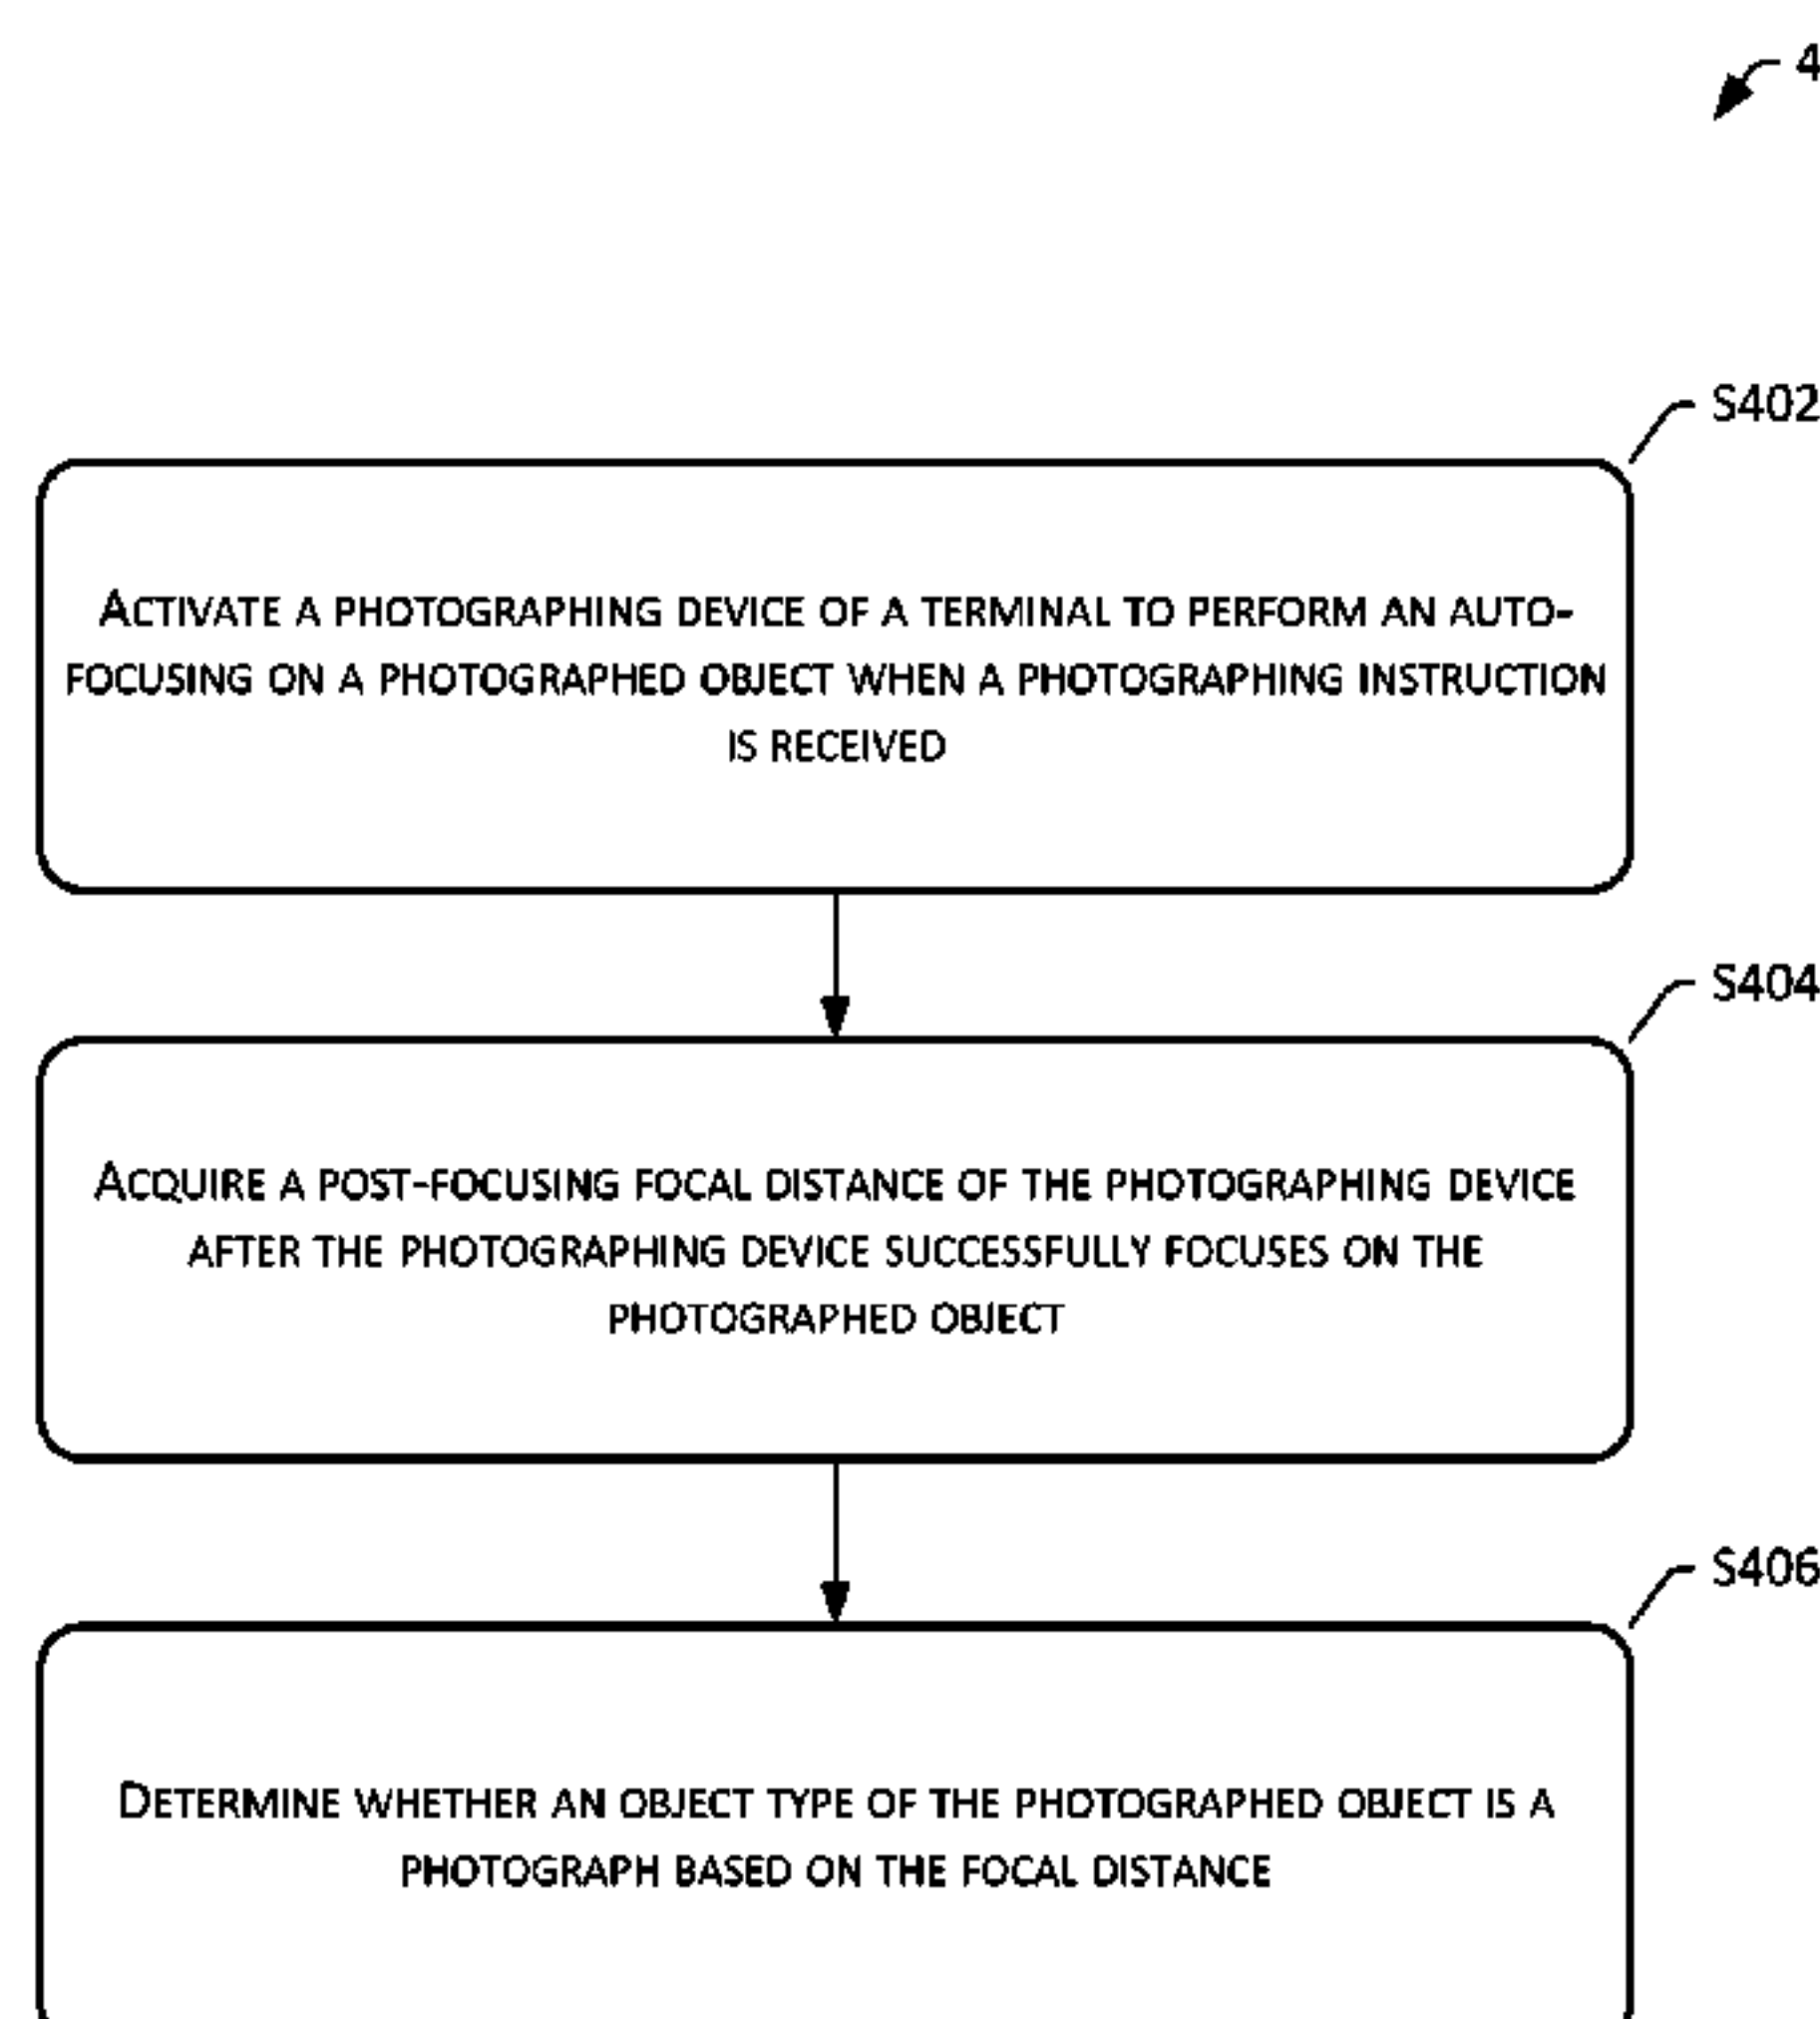 4
S402
ACTIVATE A PHOTOGRAPHING DEVICE OF A TERMINAL TO PERFORM AN AUTO-
FOCUSING ON A PHOTOGRAPHED OBJECT WHEN A PHOTOGRAPHING INSTRUCTION
IS RECEIVED
S404
ACQUIRE A POST-FOCUSING FOCAL DISTANCE OF THE PHOTOGRAPHING DEVICE
AFTER THE PHOTOGRAPHING DEVICE SUCCESSFULLY FOCUSES ON THE
PHOTOGRAPHED OBJECT
S406
DETERMINE WHETHER AN OBJECT TYPE OF THE PHOTOGRAPHED OBJECT IS A
PHOTOGRAPH BASED ON THE FOCAL DISTANCE